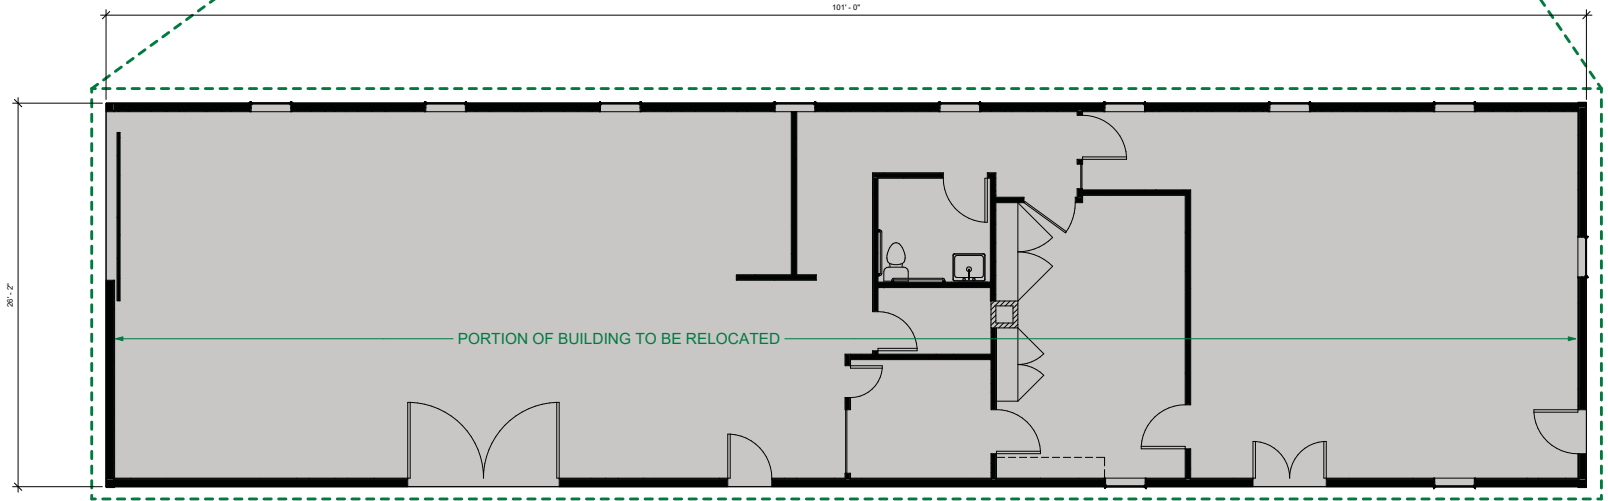 101' - 0"
26' - 2"
PORTION OF BUILDING TO BE RELOCATED